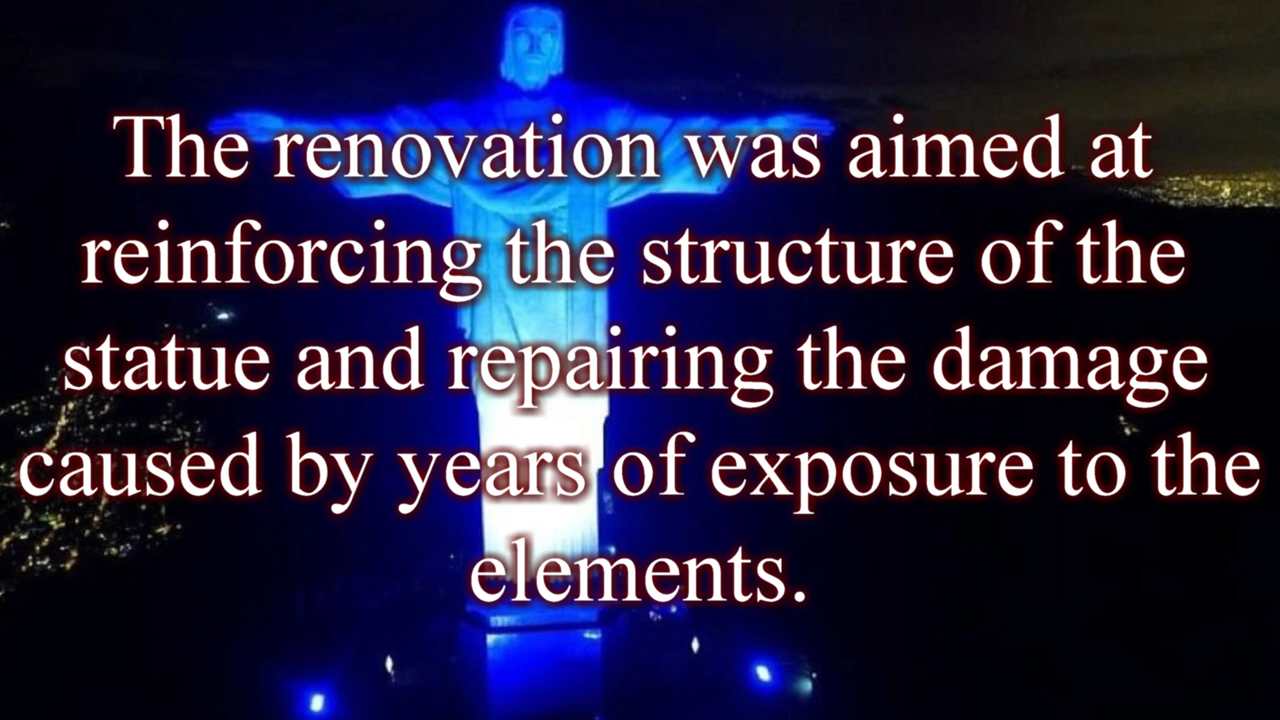 The renovation was aimed at
reinforcing the structure of the
statue and repairing the damage
caused by years of exposure to the
elements.